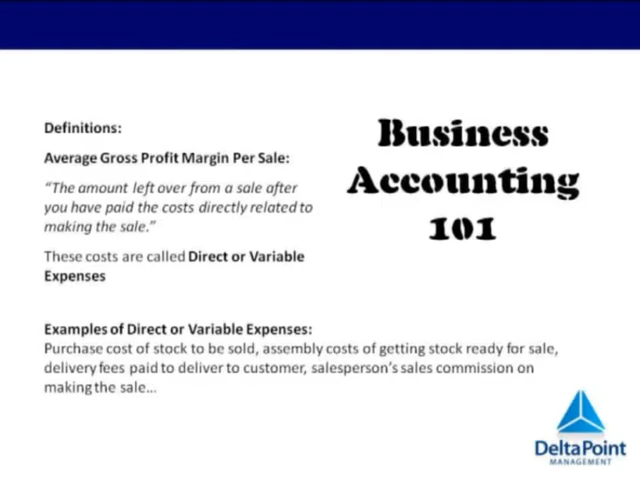 Definitions:
Average Gross Profit Margin Per Sale:
“The amount left over from a sale after
you have paid the costs directly related to
making the sale.”
These costs are called Direct or Variable
Expenses
Business
Accounting
101
Examples of Direct or Variable Expenses:
Purchase cost of stock to be sold, assembly costs of getting stock ready for sale,
delivery fees paid to deliver to customer, salesperson’s sales commission on
making the sale...
DeltaPoint
MANAGEMENT